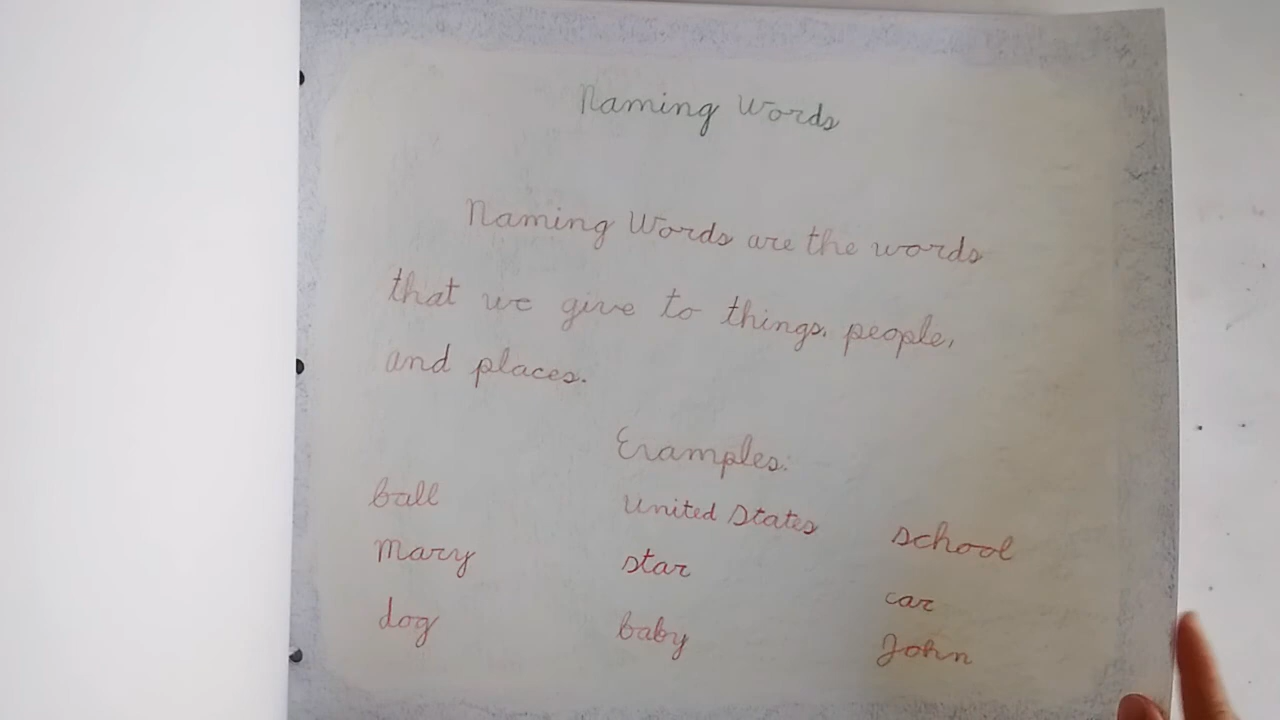 Naming Words
Naming Words are the words
that we give to things, people,
and places.
Examples:
ball United States school
Mary star car
dog baby John